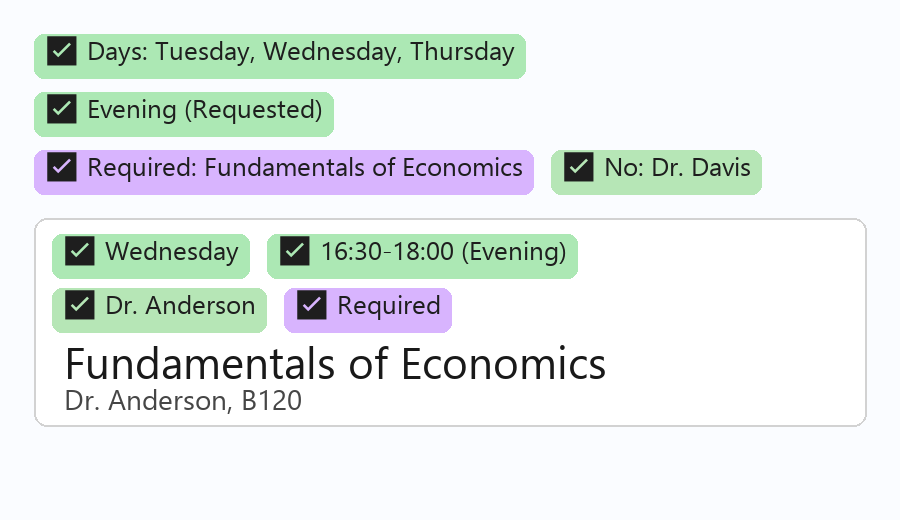 Days: Tuesday, Wednesday, Thursday
Evening (Requested)
Required: Fundamentals of Economics No: Dr. Davis
Wednesday 16:30-18:00 (Evening)
Dr. Anderson Required
Fundamentals of Economics
Dr. Anderson, B120